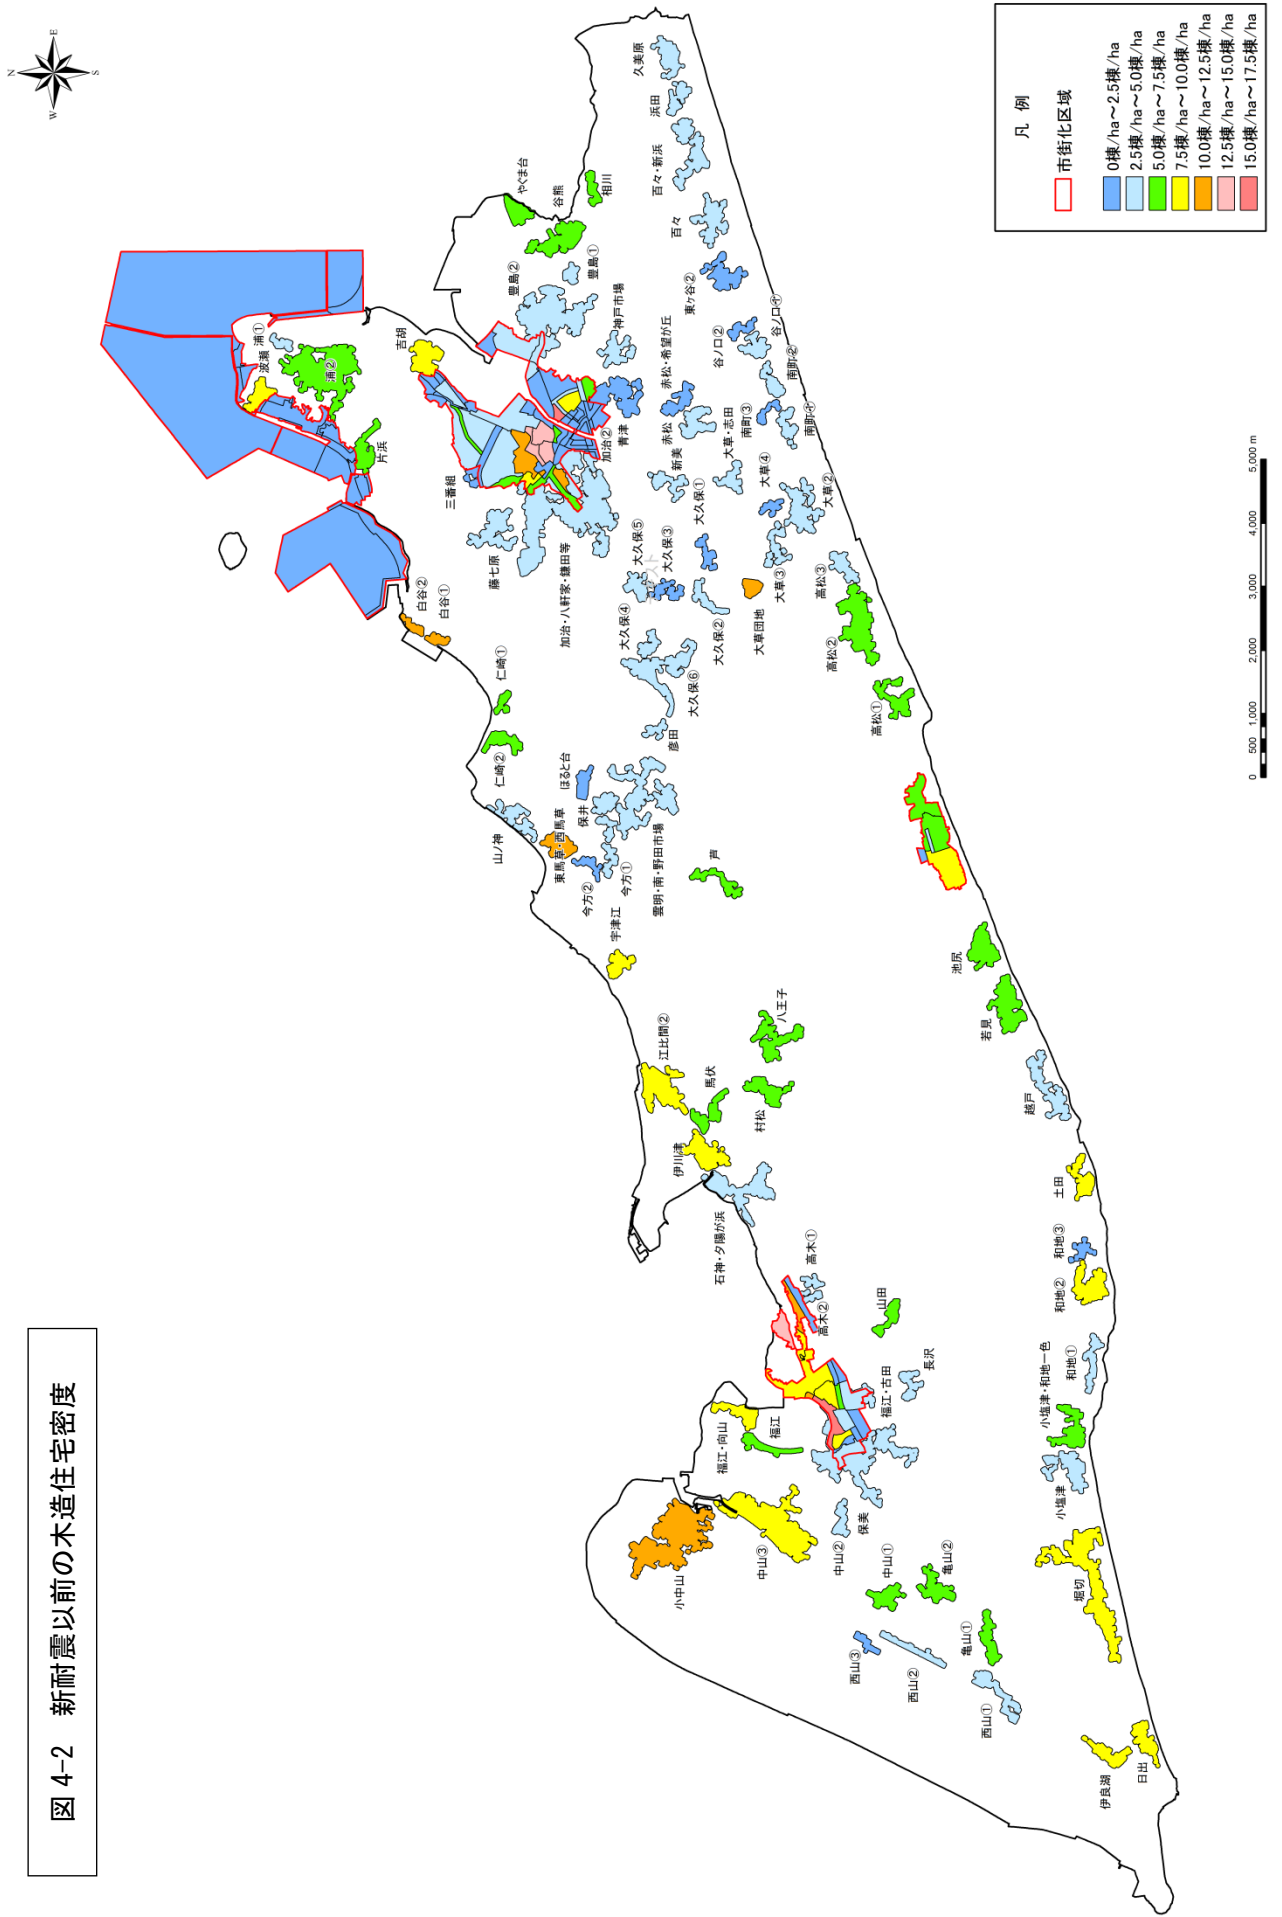 図 4-2　新耐震以前の木造住宅密度
N
E
S
W
凡 例
市街化区域
0棟/ha～2.5棟/ha
2.5棟/ha～5.0棟/ha
5.0棟/ha～7.5棟/ha
7.5棟/ha～10.0棟/ha
10.0棟/ha～12.5棟/ha
12.5棟/ha～15.0棟/ha
15.0棟/ha～17.5棟/ha
0 500 1,000 2,000 3,000 4,000 5,000 m
浦①
波瀬
浦②
片浜
吉胡
三番組
藤七原
加治・八軒家・鎌田等
加治②
青津
神戸市場
豊島①
豊島②
谷熊
やぐま台
相川
久美原
浜田
百々・新浜
百々
東ヶ谷②
谷ノ口②
谷ノ口①
南町②
南町③
南町①
赤松・希望が丘
赤松
新美
大草・志田
大草④
大草②
大草③
大草団地
大久保①
大久保②
大久保③
大久保④
大久保⑤
大久保⑥
彦田
高松③
高松②
高松①
白谷②
白谷①
仁崎①
仁崎②
山ノ神
ほると台
保井
東馬草・西馬草
今方②
今方①
雲明・南・野田市場
芦
宇津江
江比間②
馬伏
八王子
村松
伊川津
石神・夕陽が浜
池尻
若見
越戸
土田
和地③
和地②
和地①
小塩津・和地一色
小塩津
堀切
高木①
高木②
山田
長沢
福江・古田
福江
福江・向山
保美
小中山
中山③
中山②
中山①
亀山②
亀山①
西山③
西山②
西山①
伊良湖
日出